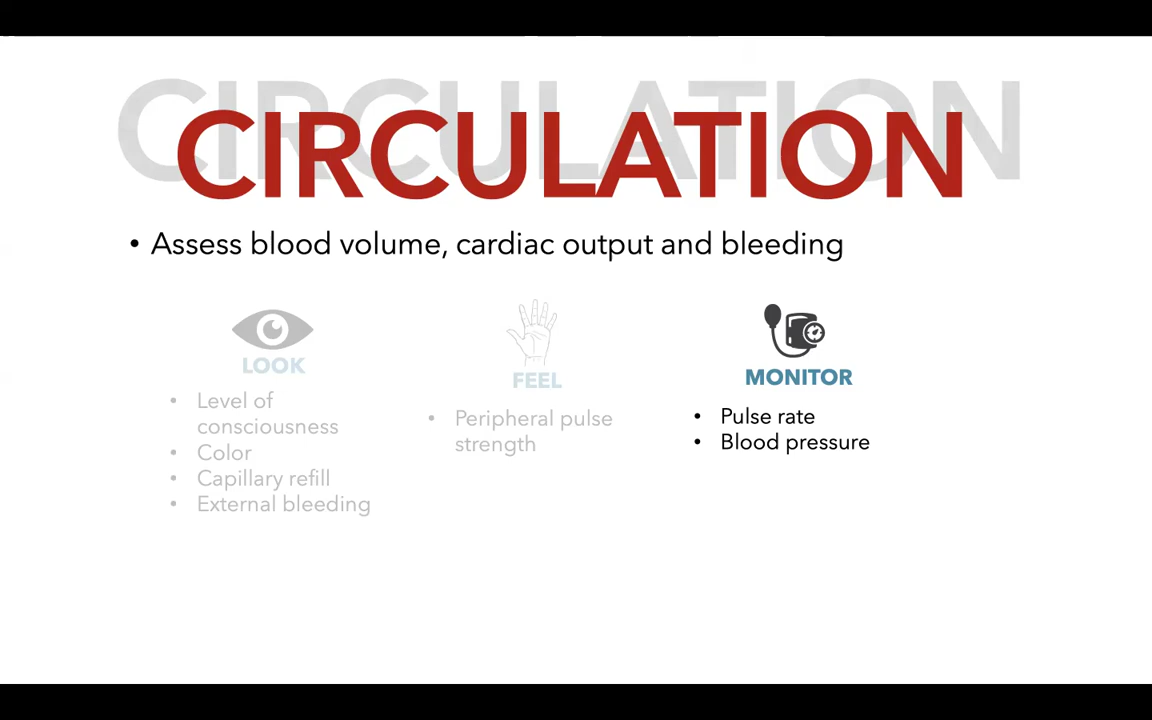 CIRCULATION
CIRCULATION
• Assess blood volume, cardiac output and bleeding
LOOK
• Level of
consciousness
• Color
• Capillary refill
• External bleeding
FEEL
• Peripheral pulse
strength
MONITOR
• Pulse rate
• Blood pressure